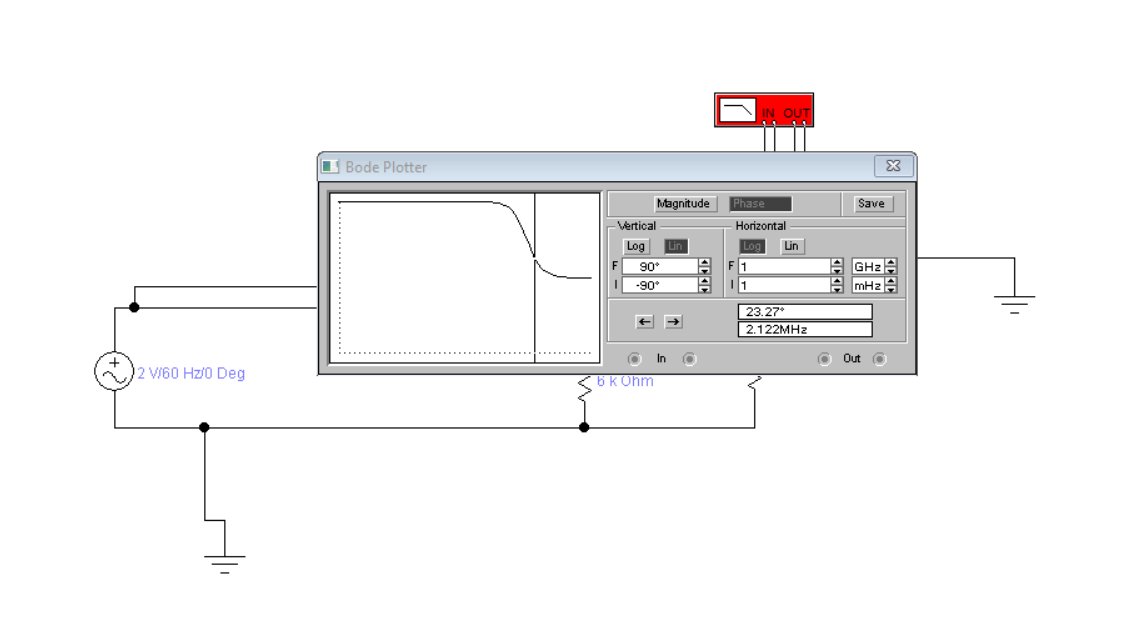 IN OUT
Bode Plotter
Magnitude Phase Save
Vertical Horizontal
Log Lin Log Lin
F 90° F 1 GHz
I -90° I 1 mHz
← → 23.27°
2.122MHz
In Out
2 V/60 Hz/0 Deg
6 k Ohm